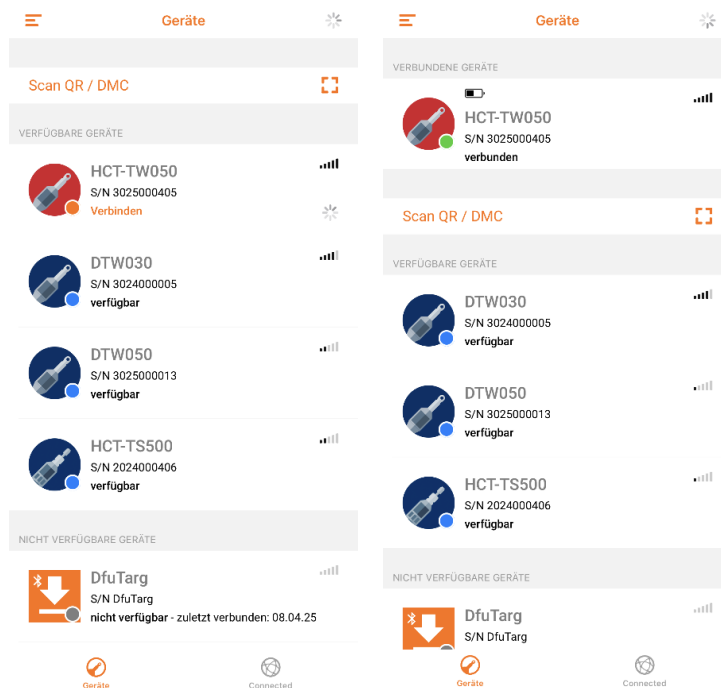 Geräte
Scan QR / DMC
VERFÜGBARE GERÄTE
HCT-TW050
S/N 3025000405
Verbinden
DTW030
S/N 3024000005
verfügbar
DTW050
S/N 3025000013
verfügbar
HCT-TS500
S/N 2024000406
verfügbar
NICHT VERFÜGBARE GERÄTE
DfuTarg
S/N DfuTarg
nicht verfügbar - zuletzt verbunden: 08.04.25
Geräte
Connected
Geräte
VERBUNDENE GERÄTE
HCT-TW050
S/N 3025000405
verbunden
Scan QR / DMC
VERFÜGBARE GERÄTE
DTW030
S/N 3024000005
verfügbar
DTW050
S/N 3025000013
verfügbar
HCT-TS500
S/N 2024000406
verfügbar
NICHT VERFÜGBARE GERÄTE
DfuTarg
S/N DfuTarg
Geräte
Connected